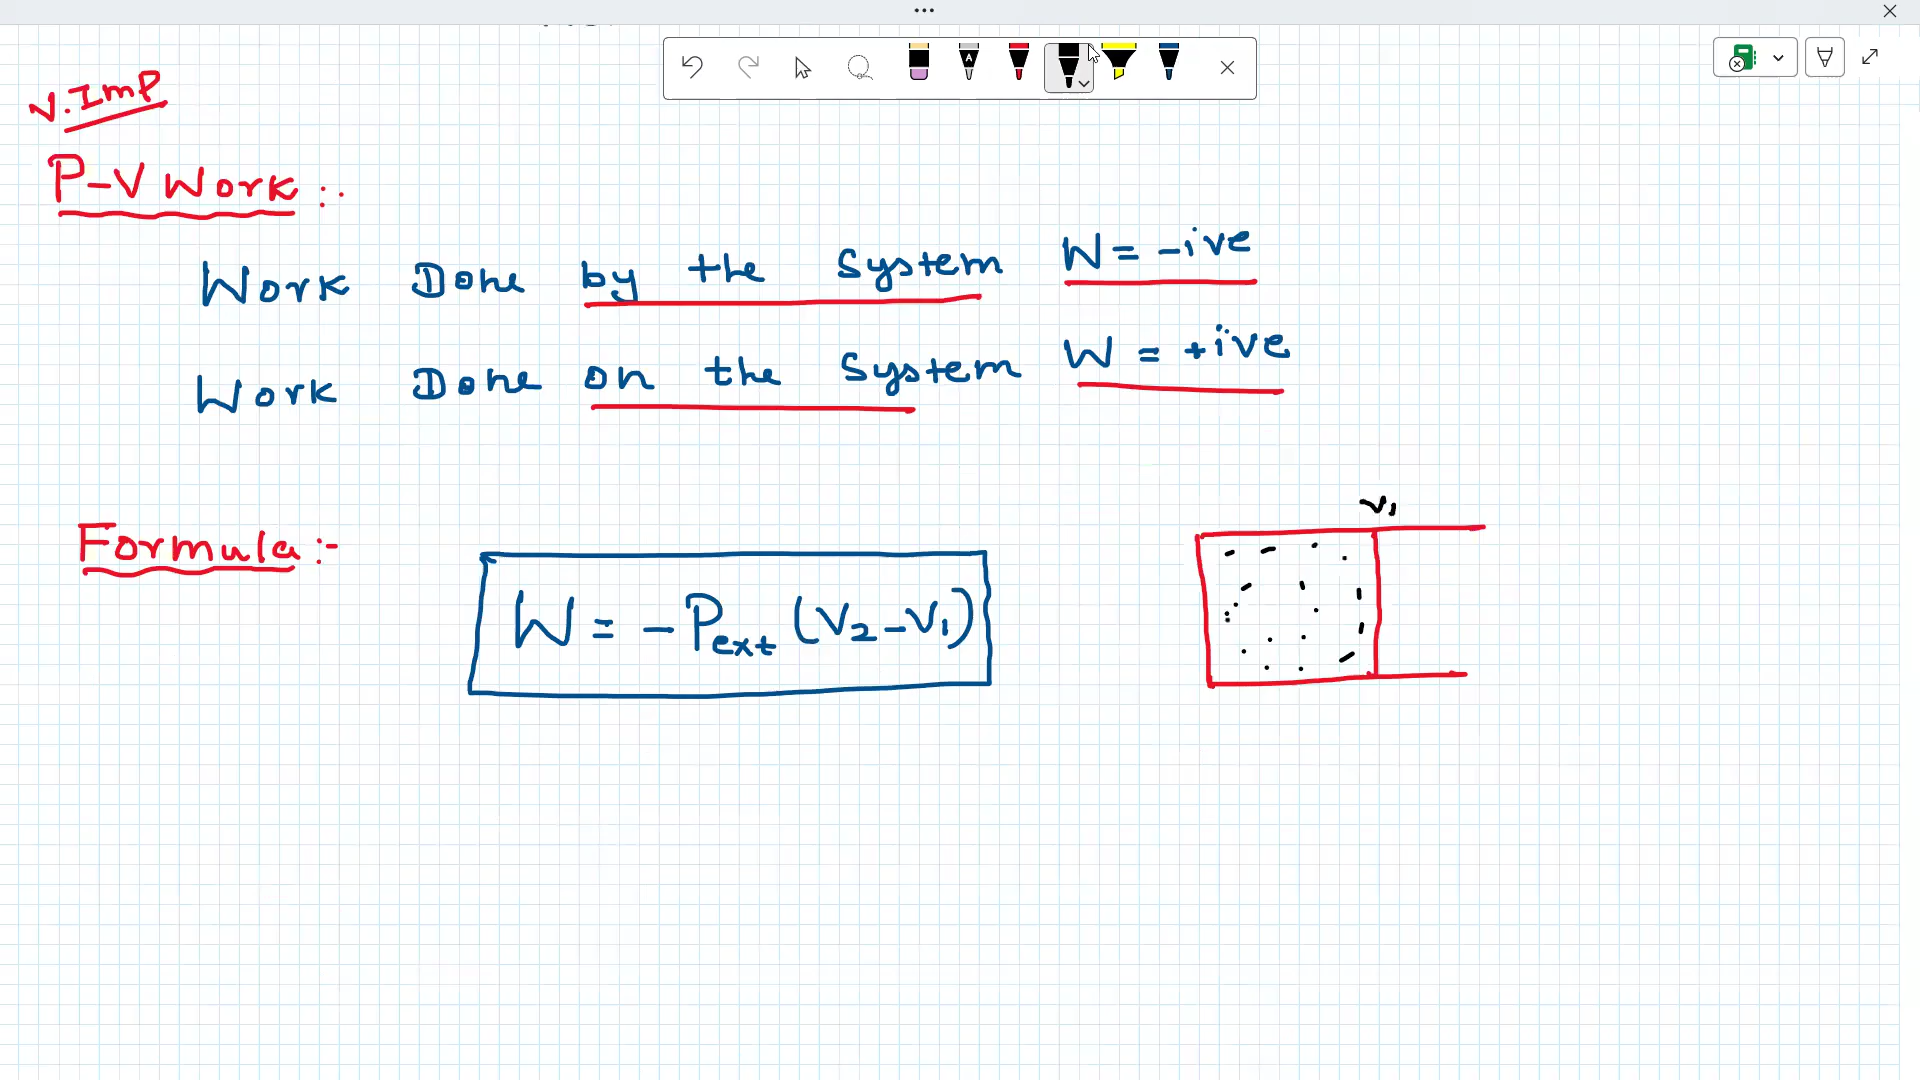 V.Imp
P-V Work :-
Work Done by the System W = -ive
Work Done on the System W = +ive
V₁
Formula :-
W = -Pext (V₂-V₁)